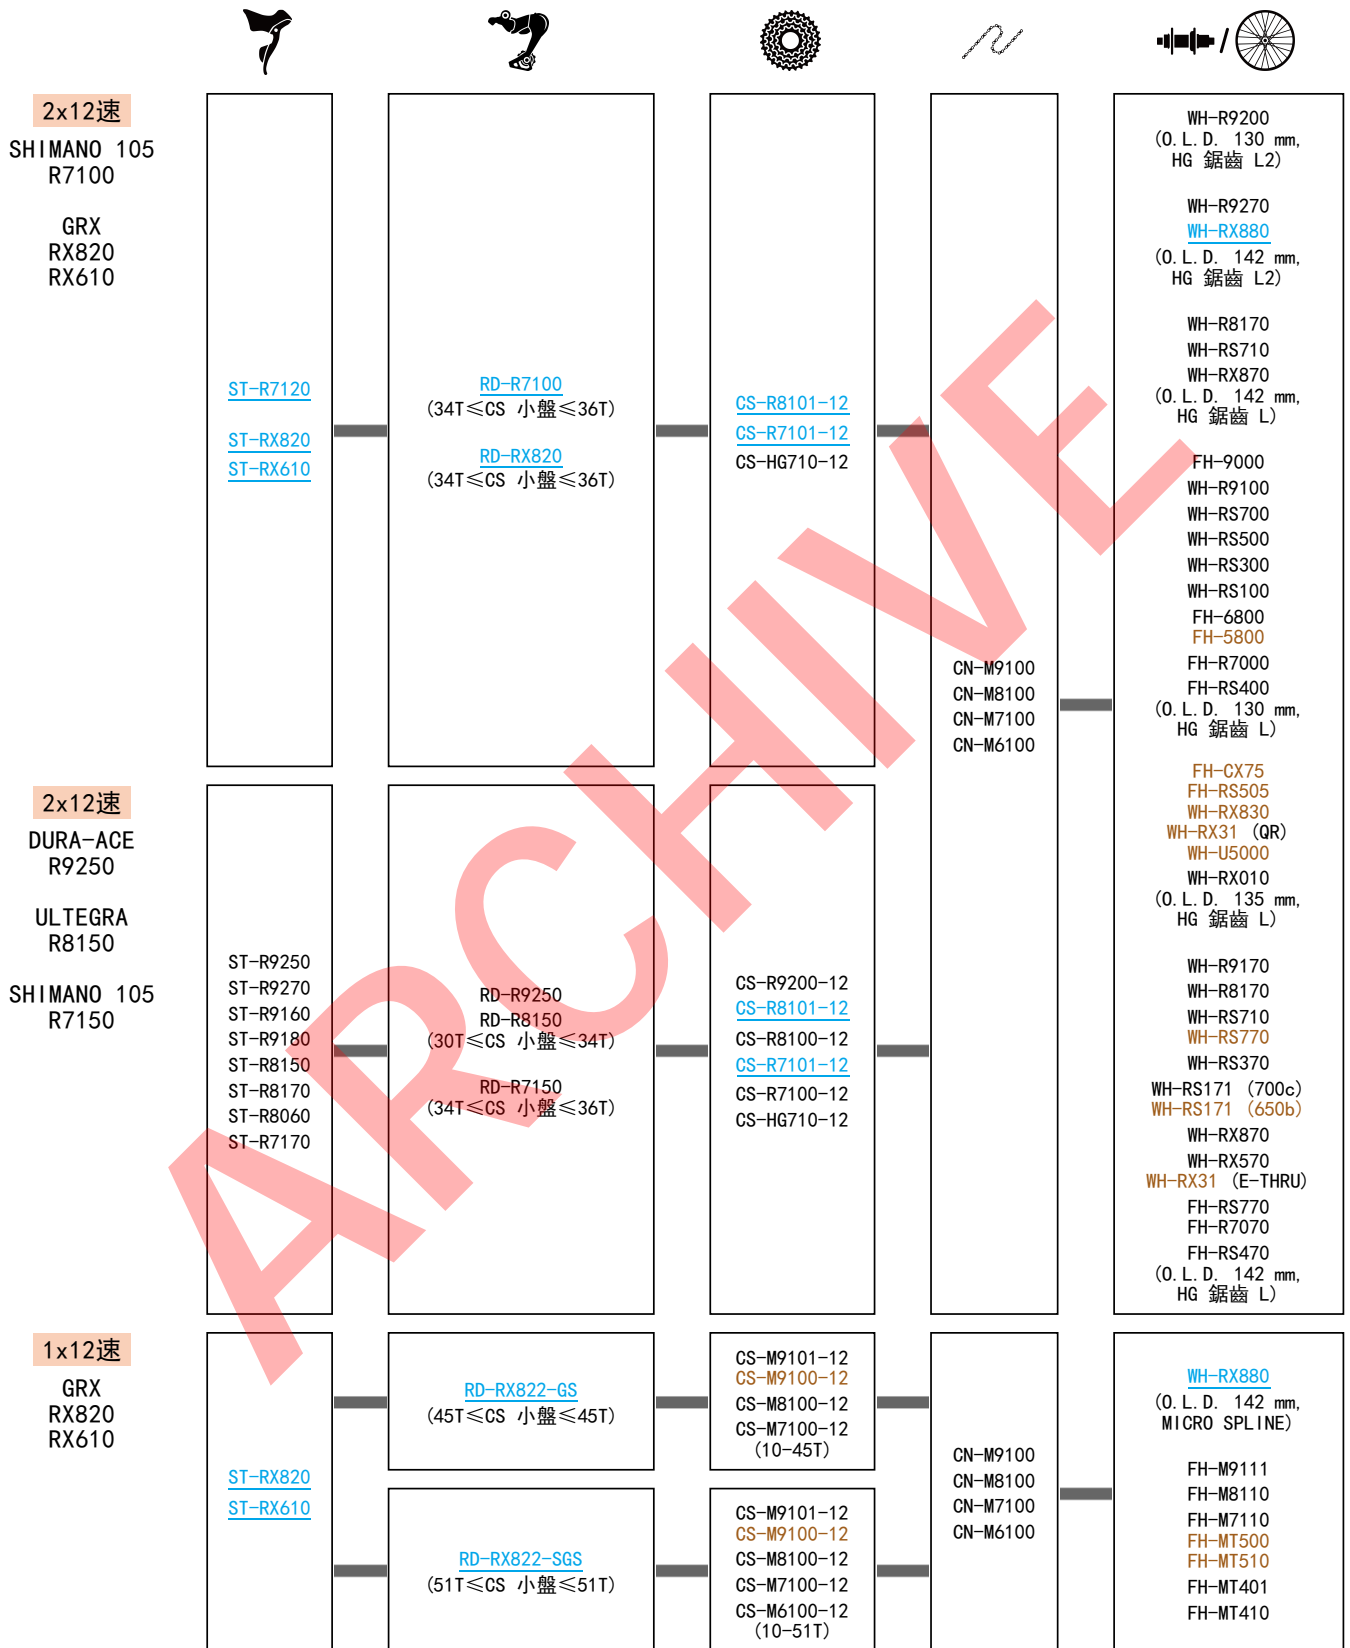 2x12速
SHIMANO 105
R7100
GRX
RX820
RX610
ST-R7120
ST-RX820
ST-RX610
RD-R7100
(34T≤CS 小盤≤36T)
RD-RX820
(34T≤CS 小盤≤36T)
CS-R8101-12
CS-R7101-12
CS-HG710-12
2x12速
DURA-ACE
R9250
ULTEGRA
R8150
SHIMANO 105
R7150
ST-R9250
ST-R9270
ST-R9160
ST-R9180
ST-R8150
ST-R8170
ST-R8060
ST-R7170
RD-R9250
RD-R8150
(30T≤CS 小盤≤34T)
RD-R7150
(34T≤CS 小盤≤36T)
CS-R9200-12
CS-R8101-12
CS-R8100-12
CS-R7101-12
CS-R7100-12
CS-HG710-12
CN-M9100
CN-M8100
CN-M7100
CN-M6100
WH-R9200
(O.L.D. 130 mm,
HG 鋸齒 L2)
WH-R9270
WH-RX880
(O.L.D. 142 mm,
HG 鋸齒 L2)
WH-R8170
WH-RS710
WH-RX870
(O.L.D. 142 mm,
HG 鋸齒 L)
FH-9000
WH-R9100
WH-RS700
WH-RS500
WH-RS300
WH-RS100
FH-6800
FH-5800
FH-R7000
FH-RS400
(O.L.D. 130 mm,
HG 鋸齒 L)
FH-CX75
FH-RS505
WH-RX830
WH-RX31 (QR)
WH-U5000
WH-RX010
(O.L.D. 135 mm,
HG 鋸齒 L)
WH-R9170
WH-R8170
WH-RS710
WH-RS770
WH-RS370
WH-RS171 (700c)
WH-RS171 (650b)
WH-RX870
WH-RX570
WH-RX31 (E-THRU)
FH-RS770
FH-R7070
FH-RS470
(O.L.D. 142 mm,
HG 鋸齒 L)
1x12速
GRX
RX820
RX610
ST-RX820
ST-RX610
RD-RX822-GS
(45T≤CS 小盤≤45T)
CS-M9101-12
CS-M9100-12
CS-M8100-12
CS-M7100-12
(10-45T)
RD-RX822-SGS
(51T≤CS 小盤≤51T)
CS-M9101-12
CS-M9100-12
CS-M8100-12
CS-M7100-12
CS-M6100-12
(10-51T)
CN-M9100
CN-M8100
CN-M7100
CN-M6100
WH-RX880
(O.L.D. 142 mm,
MICRO SPLINE)
FH-M9111
FH-M8110
FH-M7110
FH-MT500
FH-MT510
FH-MT401
FH-MT410
ARCHIVE